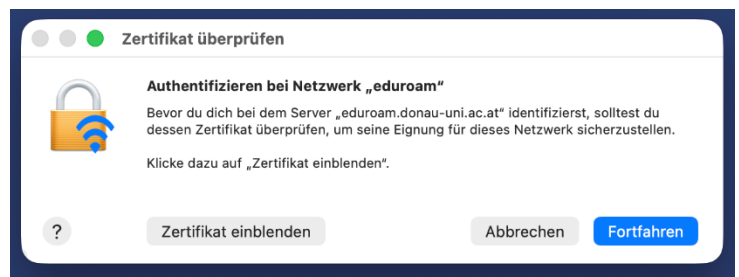 Zertifikat überprüfen
Authentifizieren bei Netzwerk „eduroam“
Bevor du dich bei dem Server „eduroam.donau-uni.ac.at“ identifizierst, solltest du
dessen Zertifikat überprüfen, um seine Eignung für dieses Netzwerk sicherzustellen.
Klicke dazu auf „Zertifikat einblenden“.
?
Zertifikat einblenden
Abbrechen
Fortfahren